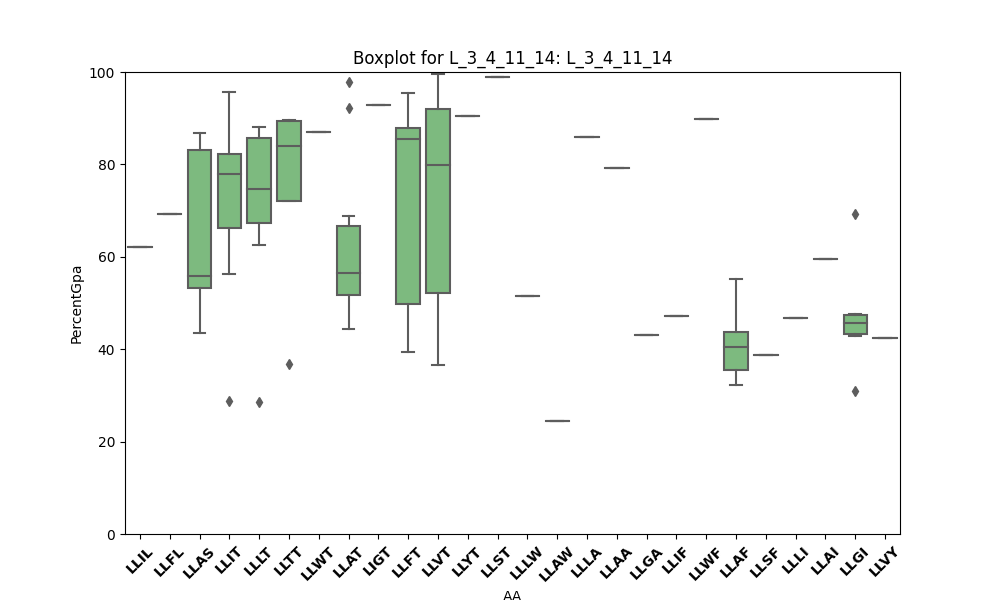 Boxplot for L_3_4_11_14: L_3_4_11_14
100
80
60
40
20
0
PercentGpa
LLIL LLFL LLAS LLIT LLLT LLTT LLWT LLAT LIGT LLFT LLVT LLYT LLST LLLW LLAW LLLA LLAA LLGA LLIF LLWF LLAF LLSF LLLI LLAI LLGI LLVY
AA